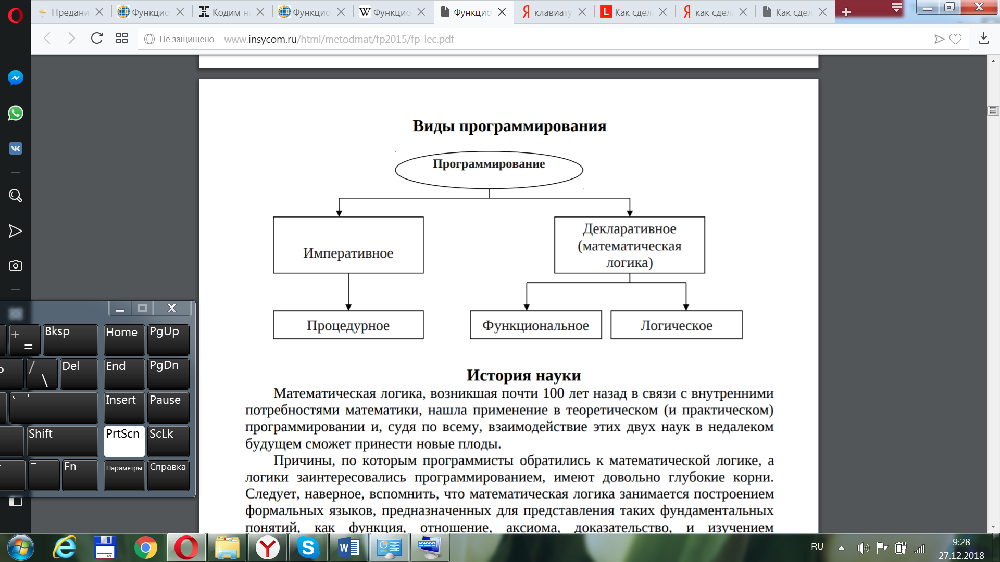 Предани
Функцио
Кодим на
Функцио
W Функцио
Функцио
Я клавиату
L Как сдел
Я как сдела
Как сдел
Не защищено
www.insycom.ru/html/metodmat/fp2015/fp_lec.pdf
Виды программирования
Программирование
Императивное
Декларативное
(математическая
логика)
Процедурное
Функциональное
Логическое
История науки
Математическая логика, возникшая почти 100 лет назад в связи с внутренними
потребностями математики, нашла применение в теоретическом (и практическом)
программировании и, судя по всему, взаимодействие этих двух наук в недалеком
будущем сможет принести новые плоды.
Причины, по которым программисты обратились к математической логике, а
логики заинтересовались программированием, имеют довольно глубокие корни.
Следует, наверное, вспомнить, что математическая логика занимается построением
формальных языков, предназначенных для представления таких фундаментальных
понятий, как функция, отношение, аксиома, доказательство, и изучением
+ = Bksp Home PgUp
/ \ Del End PgDn
Insert Pause
Shift PrtScn ScLk
Fn Параметры Справка
RU
9:28
27.12.2018